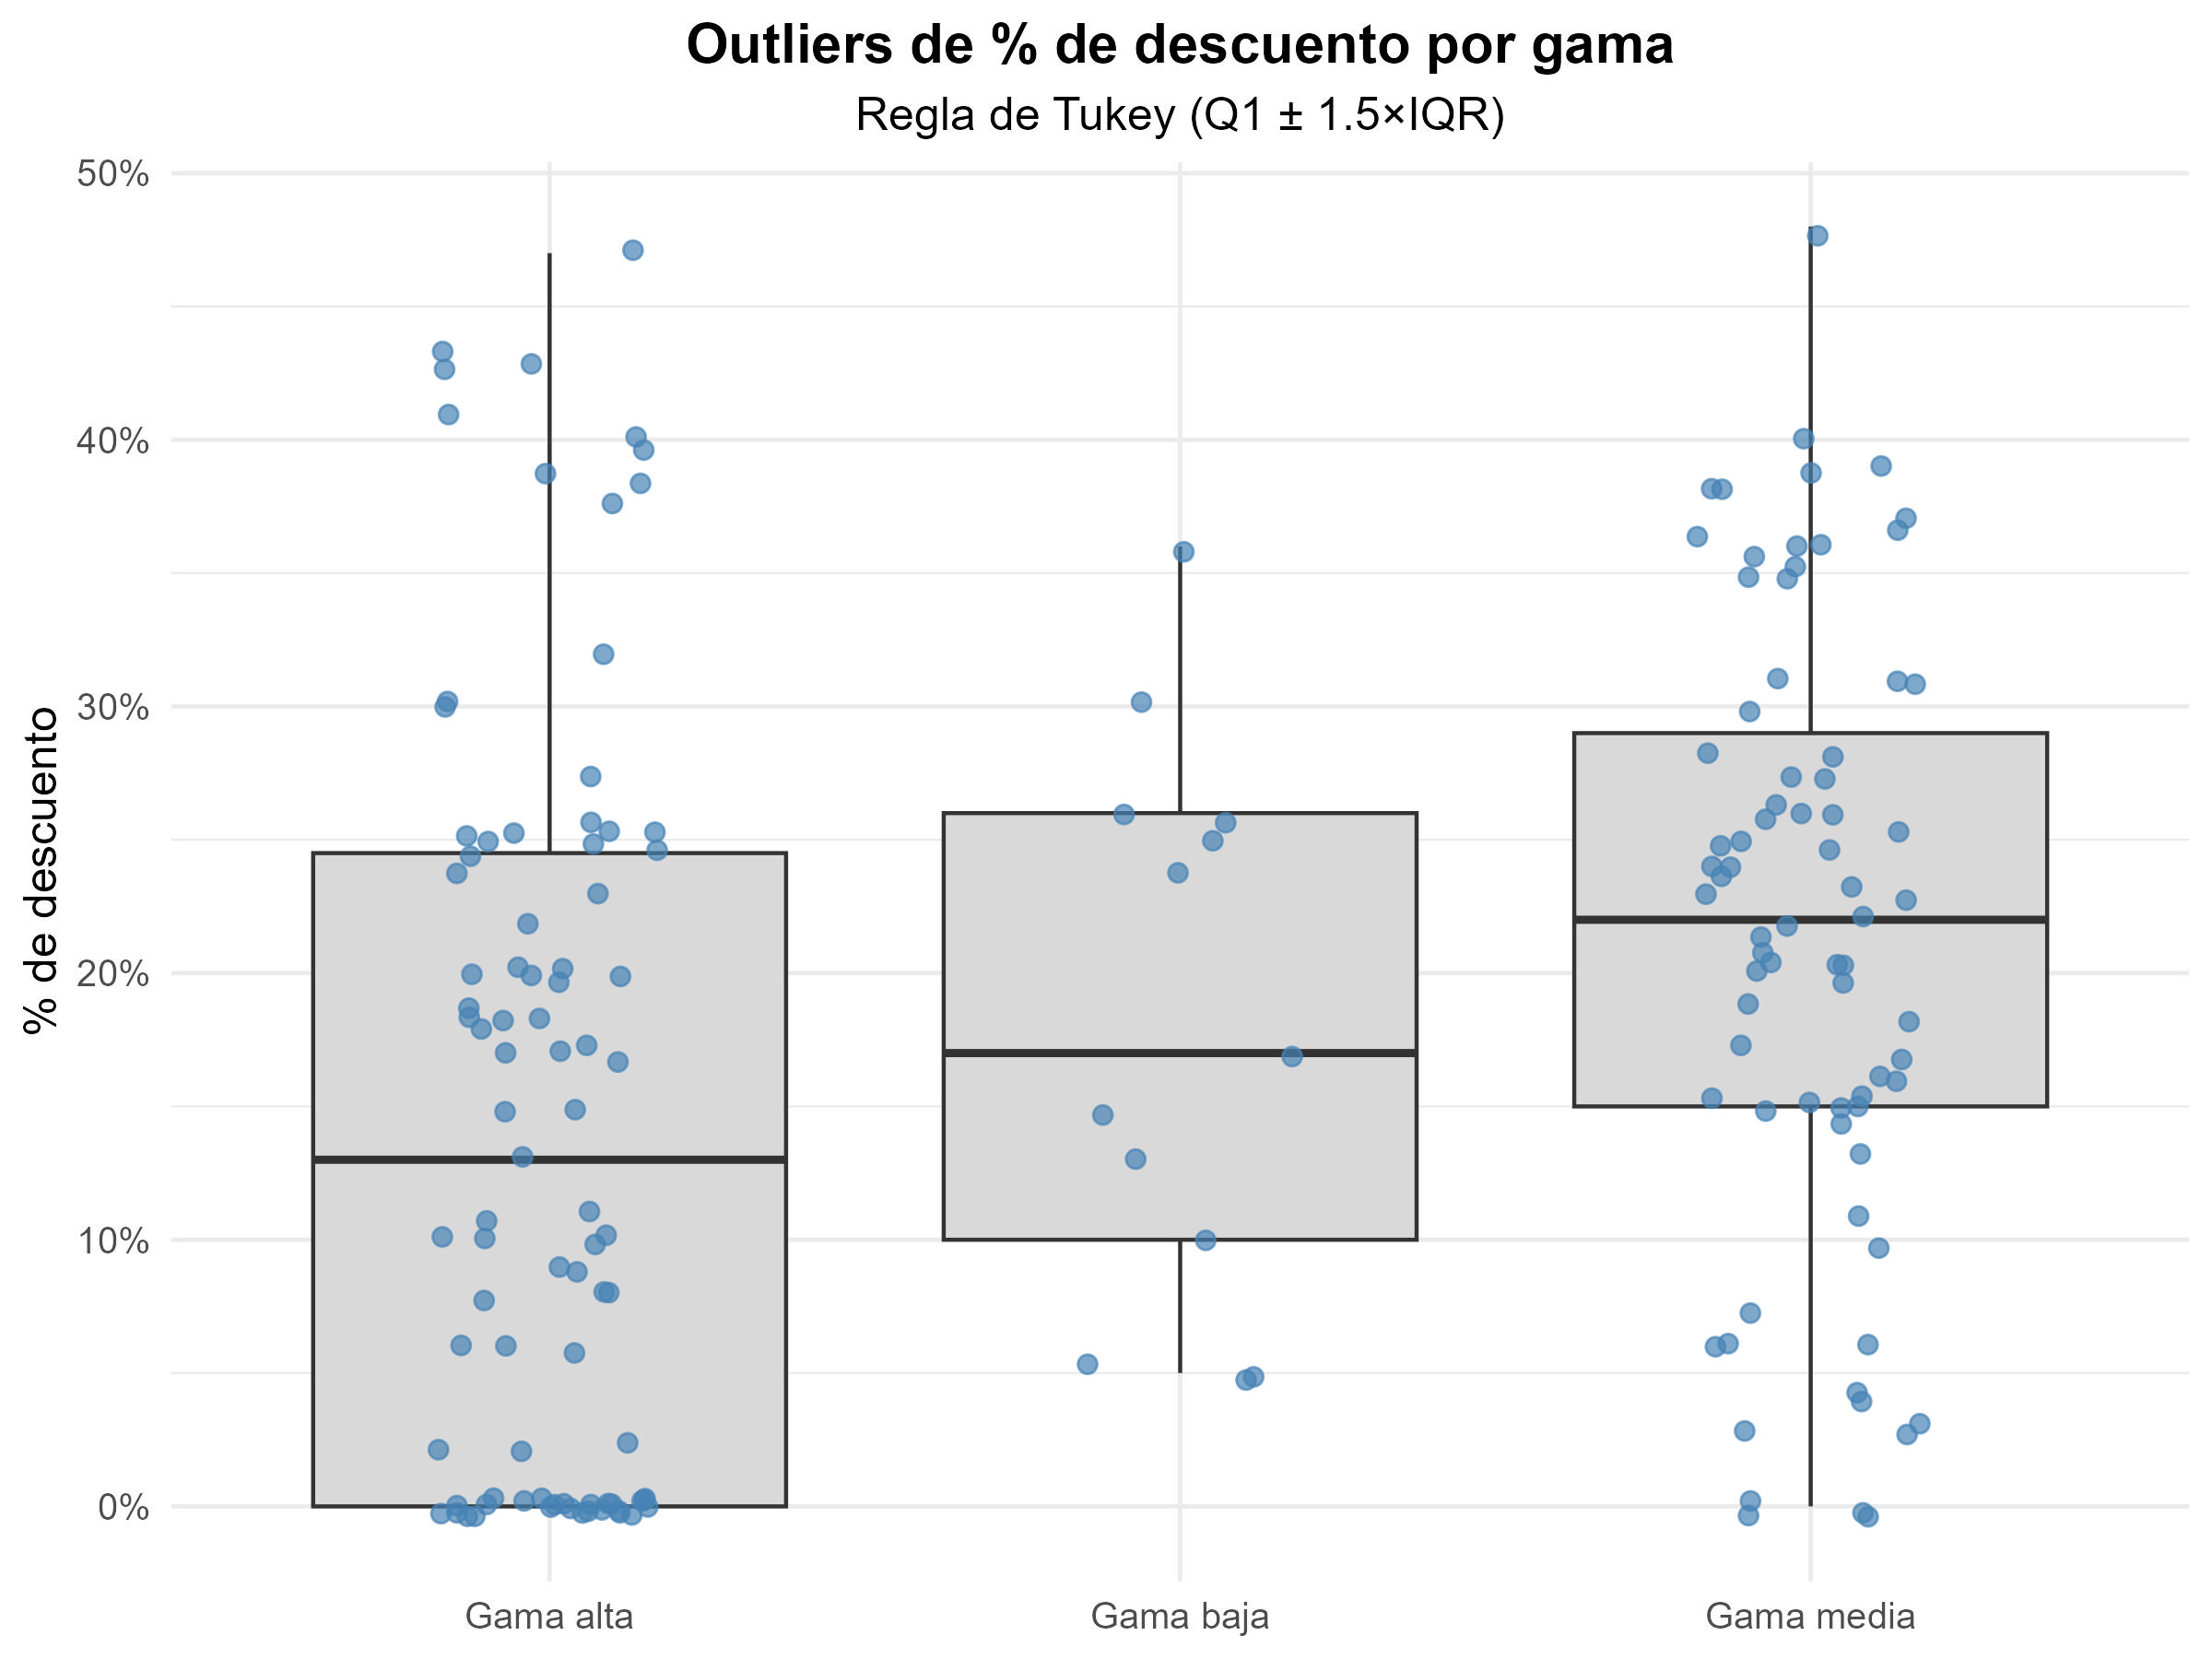 Outliers de % de descuento por gama
Regla de Tukey (Q1 ± 1.5×IQR)
% de descuento
50%
40%
30%
20%
10%
0%
Gama alta
Gama baja
Gama media